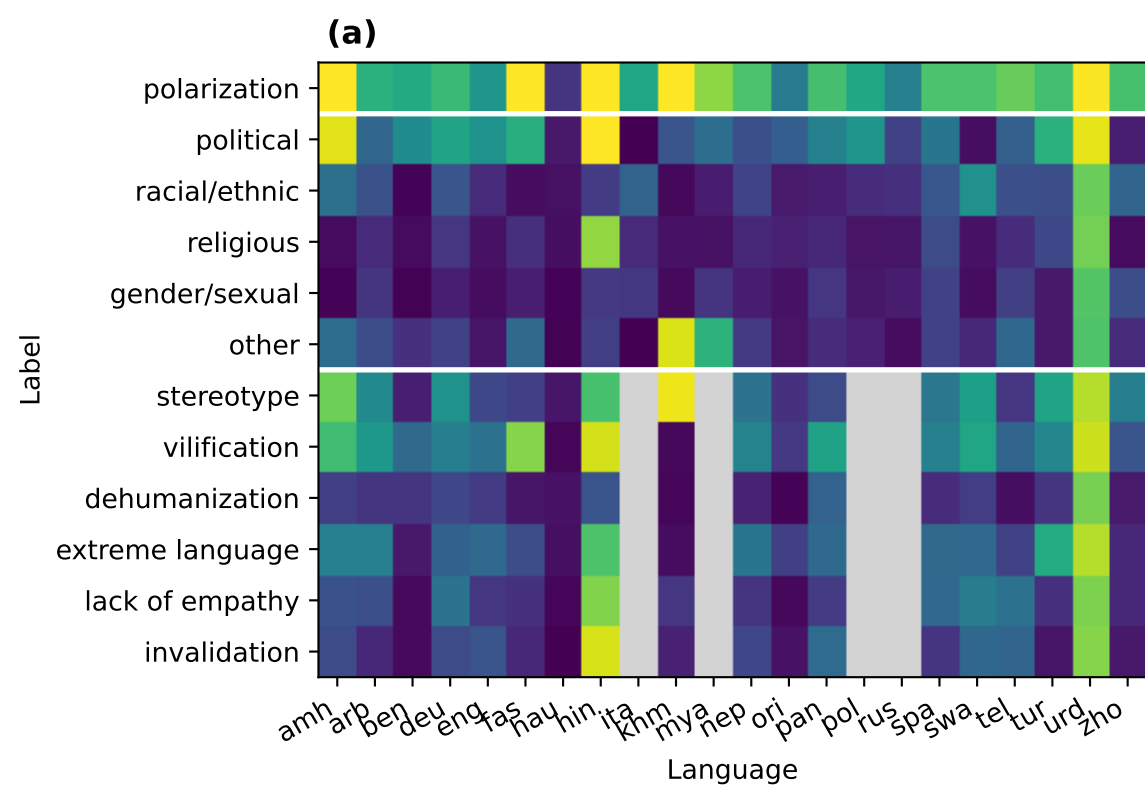 (a)
polarization
political
racial/ethnic
religious
gender/sexual
other
stereotype
vilification
dehumanization
extreme language
lack of empathy
invalidation
Label
amh arb ben deu eng fas hau hin ita khm mya nep ori pan pol rus spa swa tel tur urd zho
Language